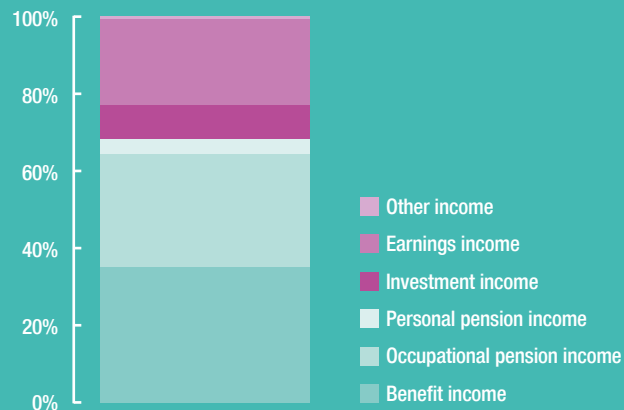 100%
80%
60%
40%
20%
0%
Other income
Earnings income
Investment income
Personal pension income
Occupational pension income
Benefit income